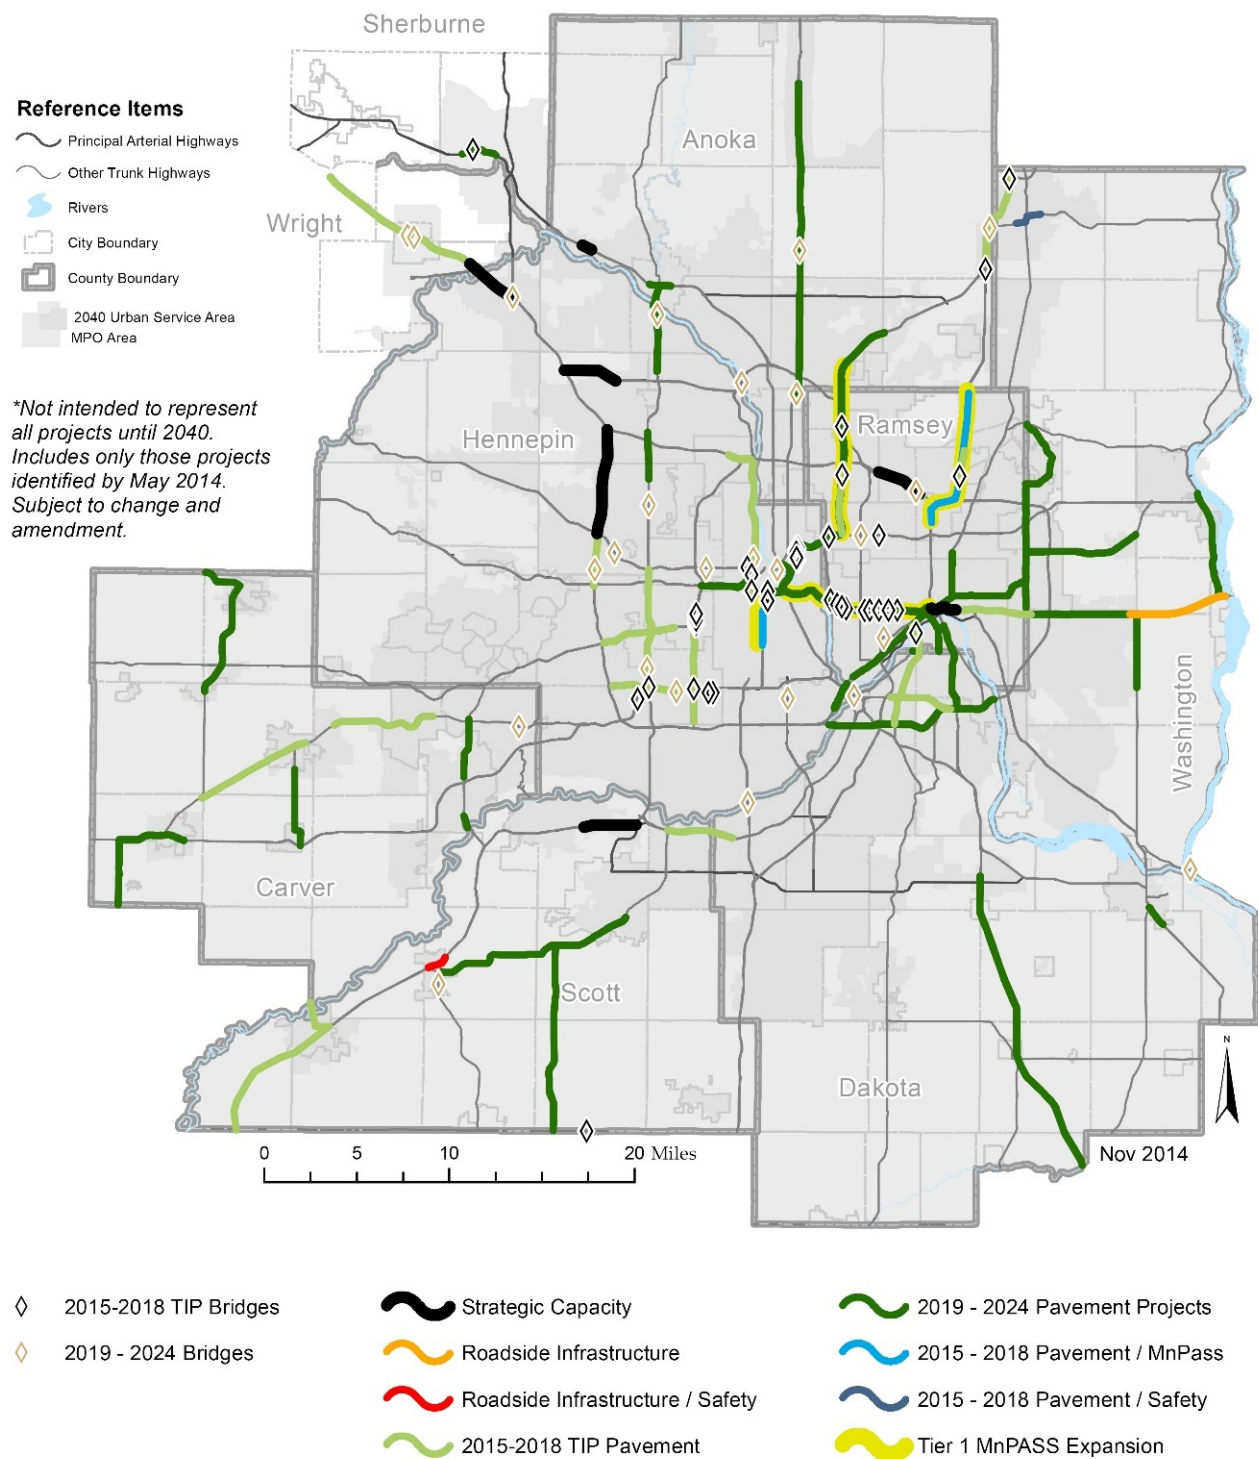 Sherburne
Reference Items
Principal Arterial Highways
Other Trunk Highways
Rivers
City Boundary
County Boundary
2040 Urban Service Area
MPO Area
*Not intended to represent
all projects until 2040.
Includes only those projects
identified by May 2014.
Subject to change and
amendment.
Anoka
Wright
Hennepin
Ramsey
Washington
Carver
Scott
Dakota
N
Nov 2014
0 5 10 20 Miles
2015-2018 TIP Bridges
2019 - 2024 Bridges
Strategic Capacity
Roadside Infrastructure
Roadside Infrastructure / Safety
2015-2018 TIP Pavement
2019 - 2024 Pavement Projects
2015 - 2018 Pavement / MnPass
2015 - 2018 Pavement / Safety
Tier 1 MnPASS Expansion